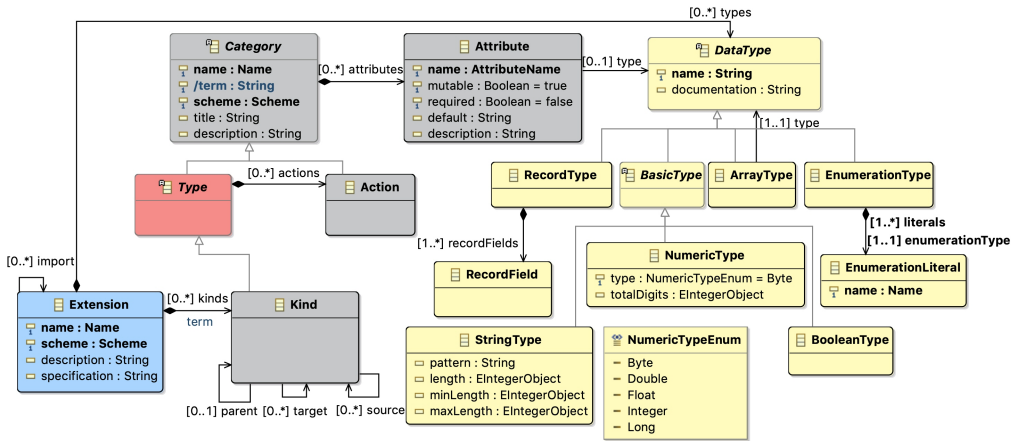 [0..*] types
Category
name : Name
/term : String
scheme : Scheme
title : String
description : String
[0..*] attributes
Attribute
name : AttributeName
mutable : Boolean = true
required : Boolean = false
default : String
description : String
[0..1] type
DataType
name : String
documentation : String
[1..1] type
Type
[0..*] actions
Action
RecordType
BasicType
ArrayType
EnumerationType
[1..*] recordFields
[1..*] literals
[1..1] enumerationType
RecordField
NumericType
type : NumericTypeEnum = Byte
totalDigits : EIntegerObject
EnumerationLiteral
name : Name
[0..*] import
Extension
name : Name
scheme : Scheme
description : String
specification : String
[0..*] kinds
term
Kind
[0..1] parent
[0..*] target
[0..*] source
StringType
pattern : String
length : EIntegerObject
minLength : EIntegerObject
maxLength : EIntegerObject
NumericTypeEnum
Byte
Double
Float
Integer
Long
BooleanType